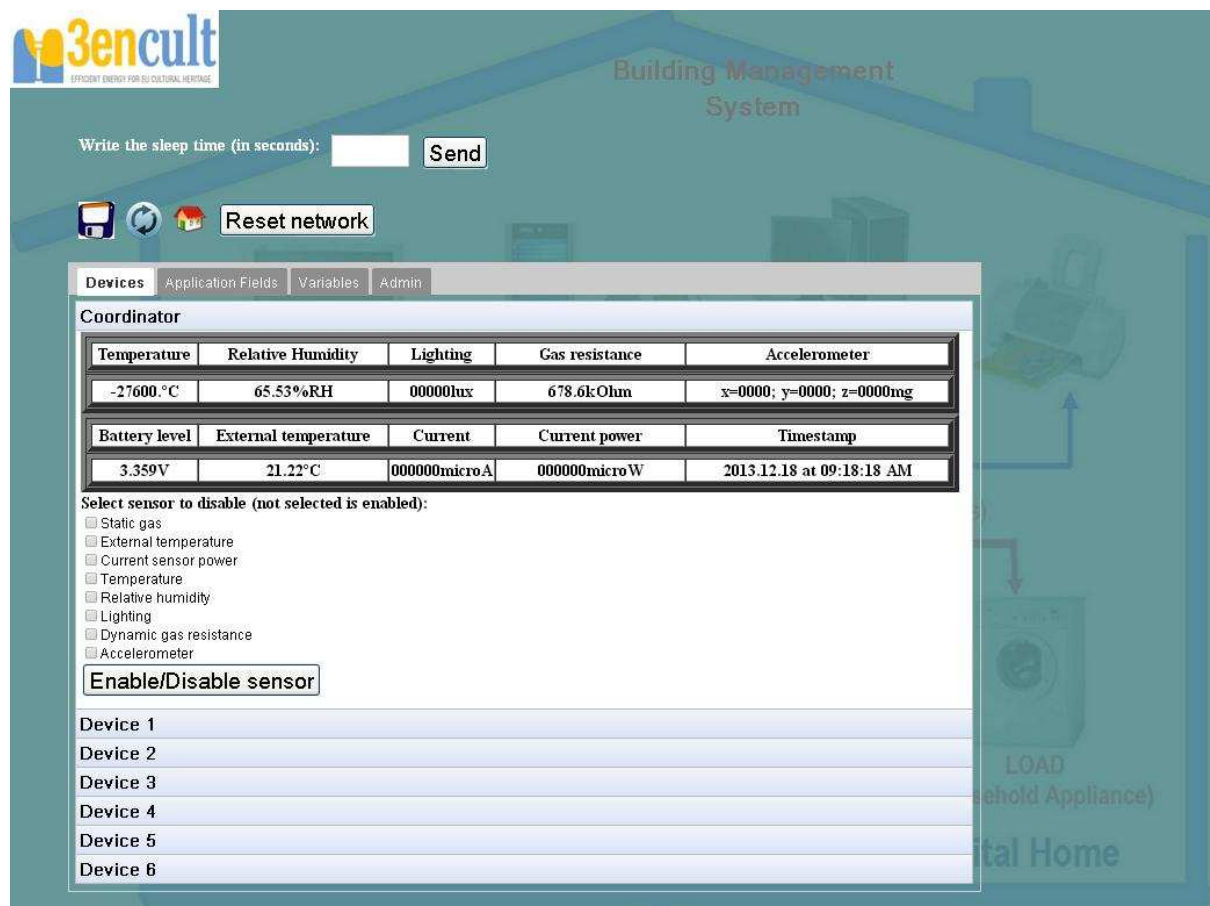 3encult
EFFICIENT ENERGY FOR EU CULTURAL HERITAGE
Building Management
System
Write the sleep time (in seconds):
Send
Reset network
Devices Application Fields Variables Admin
Coordinator
Temperature Relative Humidity Lighting Gas resistance Accelerometer
-27600.°C 65.53%RH 00000lux 678.6kOhm x=0000; y=0000; z=0000mg
Battery level External temperature Current Current power Timestamp
3.359V 21.22°C 000000microA 000000microW 2013.12.18 at 09:18:18 AM
Select sensor to disable (not selected is enabled):
Static gas
External temperature
Current sensor power
Temperature
Relative humidity
Lighting
Dynamic gas resistance
Accelerometer
Enable/Disable sensor
Device 1
Device 2
Device 3
Device 4
Device 5
Device 6
s)
LOAD
sehold Appliance)
ital Home